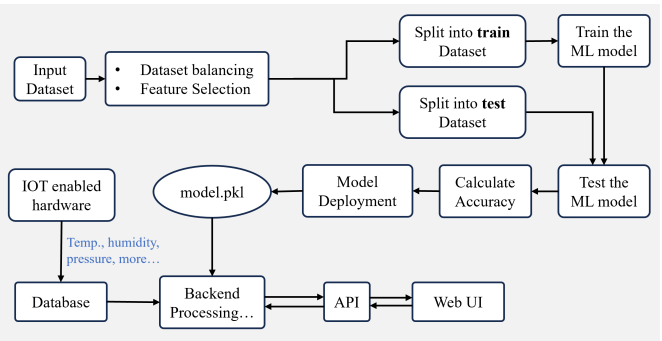 Input
Dataset
• Dataset balancing
• Feature Selection
Split into train
Dataset
Train the
ML model
Split into test
Dataset
Test the
ML model
Calculate
Accuracy
Model
Deployment
model.pkl
IOT enabled
hardware
Temp., humidity,
pressure, more…
Database
Backend
Processing…
API
Web UI